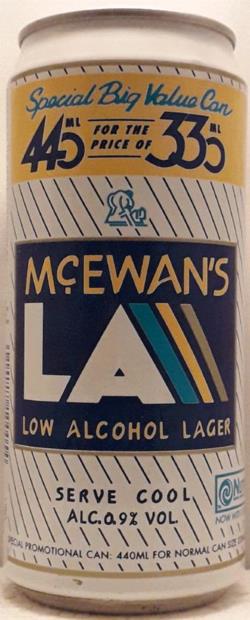 Special Big Value Can
445 ML FOR THE PRICE OF 335 ML
McEWAN'S
LA
LOW ALCOHOL LAGER
SERVE COOL
ALC.0.9% VOL.
NOW
SPECIAL PROMOTIONAL CAN: 440ML FOR NORMAL CAN SIZE